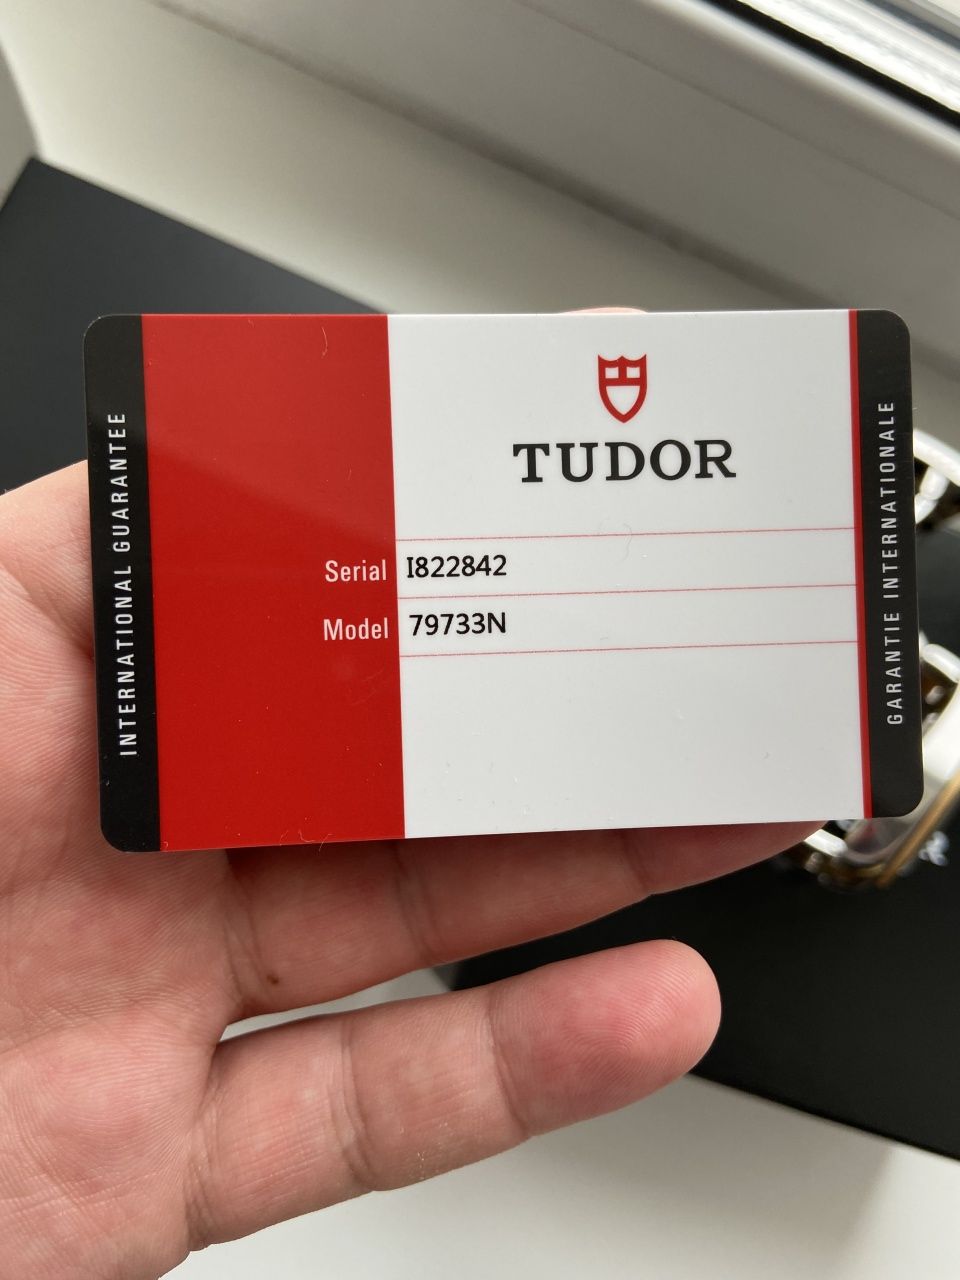 INTERNATIONAL GUARANTEE
TUDOR
Serial I822842
Model 79733N
GARANTIE INTERNATIONALE